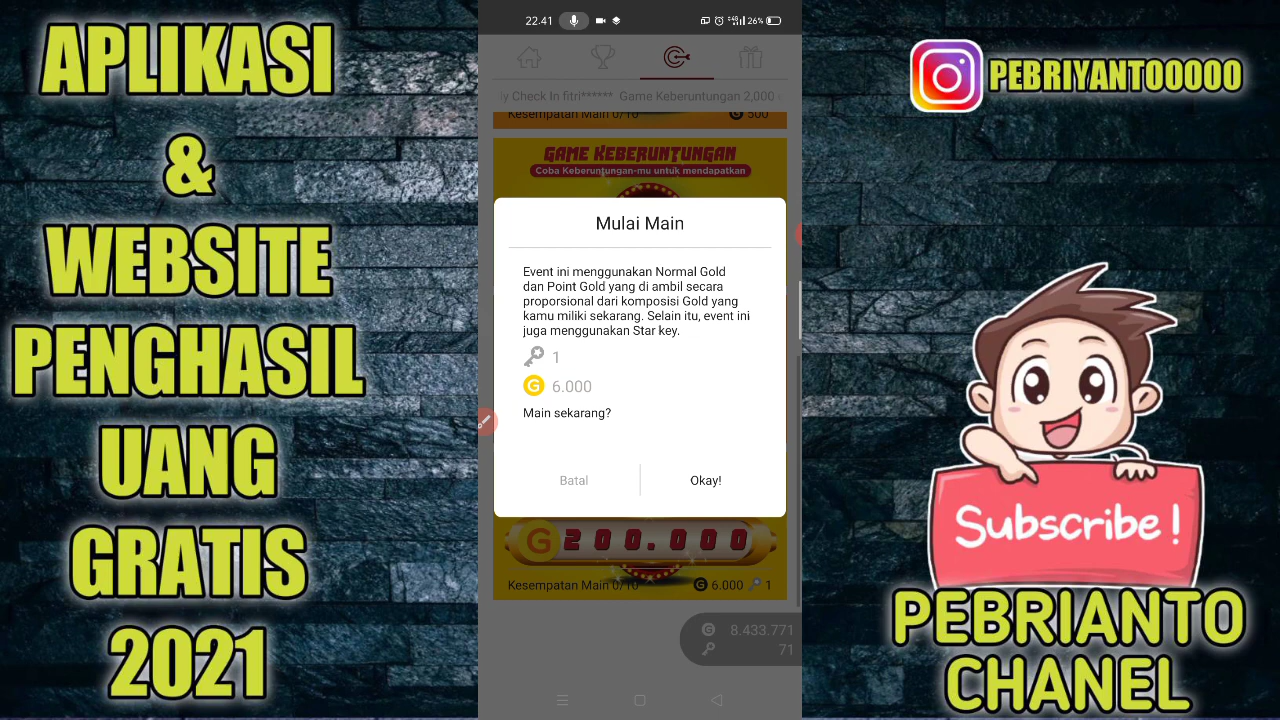 APLIKASI
&
WEBSITE
PENGHASIL
UANG
GRATIS
2021
22.41
26%
y Check In fitri****** Game Keberuntungan 2,000
Kesempatan Main 0/10 G 500
GAME KEBERUNTUNGAN
Coba Keberuntungan-mu untuk mendapatkan
Mulai Main
Event ini menggunakan Normal Gold
dan Point Gold yang di ambil secara
proporsional dari komposisi Gold yang
kamu miliki sekarang. Selain itu, event ini
juga menggunakan Star key.
1
G 6.000
Main sekarang?
Batal Okay!
G 200.000
Kesempatan Main 0/10 G 6.000 1
G 8.433.771
71
PEBRIYANTOOOOO
Subscribe!
PEBRIANTO
CHANEL